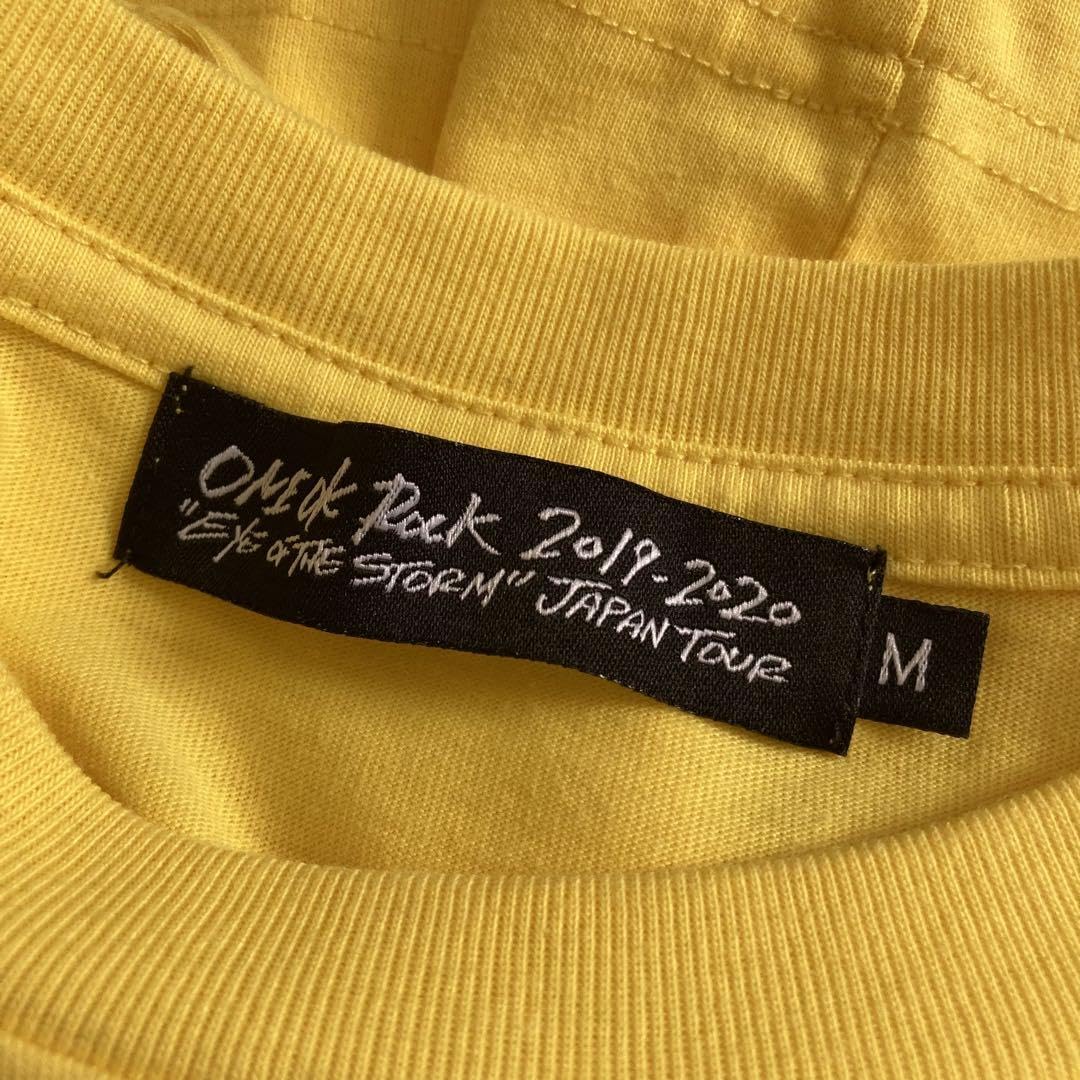 ONE OK Rock 2019-2020
"EYE OF THE STORM" JAPAN TOUR
M